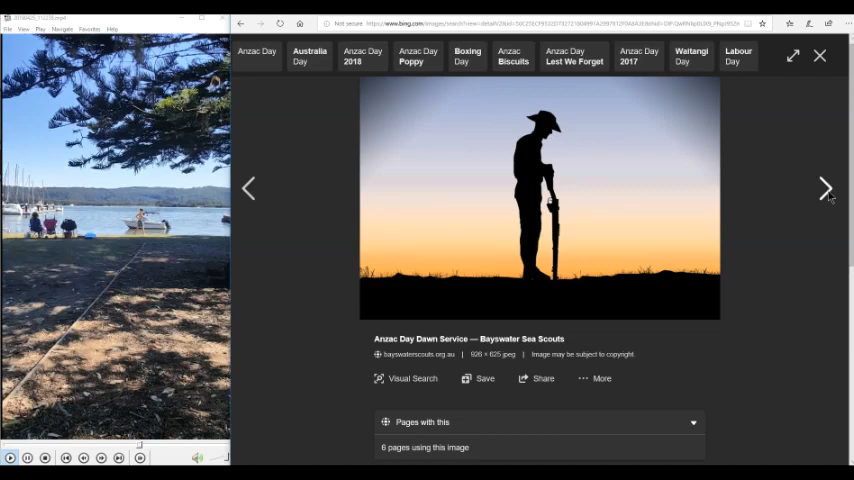 20180425_112238.mp4
File View Play Navigate Favorites Help
Not secure
Anzac Day
Australia Day
Anzac Day 2018
Anzac Day Poppy
Boxing Day
Anzac Biscuits
Anzac Day Lest We Forget
Anzac Day 2017
Waitangi Day
Labour Day
Anzac Day Dawn Service — Bayswater Sea Scouts
bayswaterscouts.org.au | 926 × 625 jpeg | Image may be subject to copyright
Visual Search Save Share ··· More
Pages with this
6 pages using this image